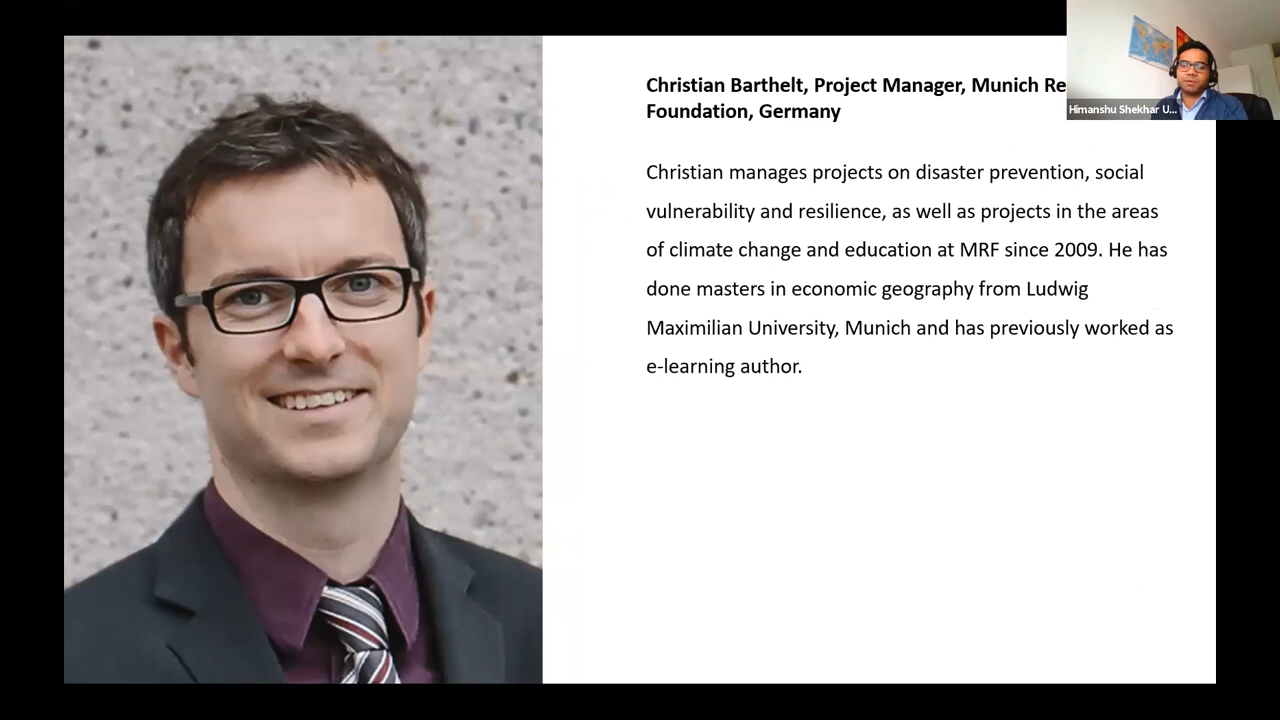 Christian Barthelt, Project Manager, Munich Re
Foundation, Germany
Himanshu Shekhar U...
Christian manages projects on disaster prevention, social
vulnerability and resilience, as well as projects in the areas
of climate change and education at MRF since 2009. He has
done masters in economic geography from Ludwig
Maximilian University, Munich and has previously worked as
e-learning author.